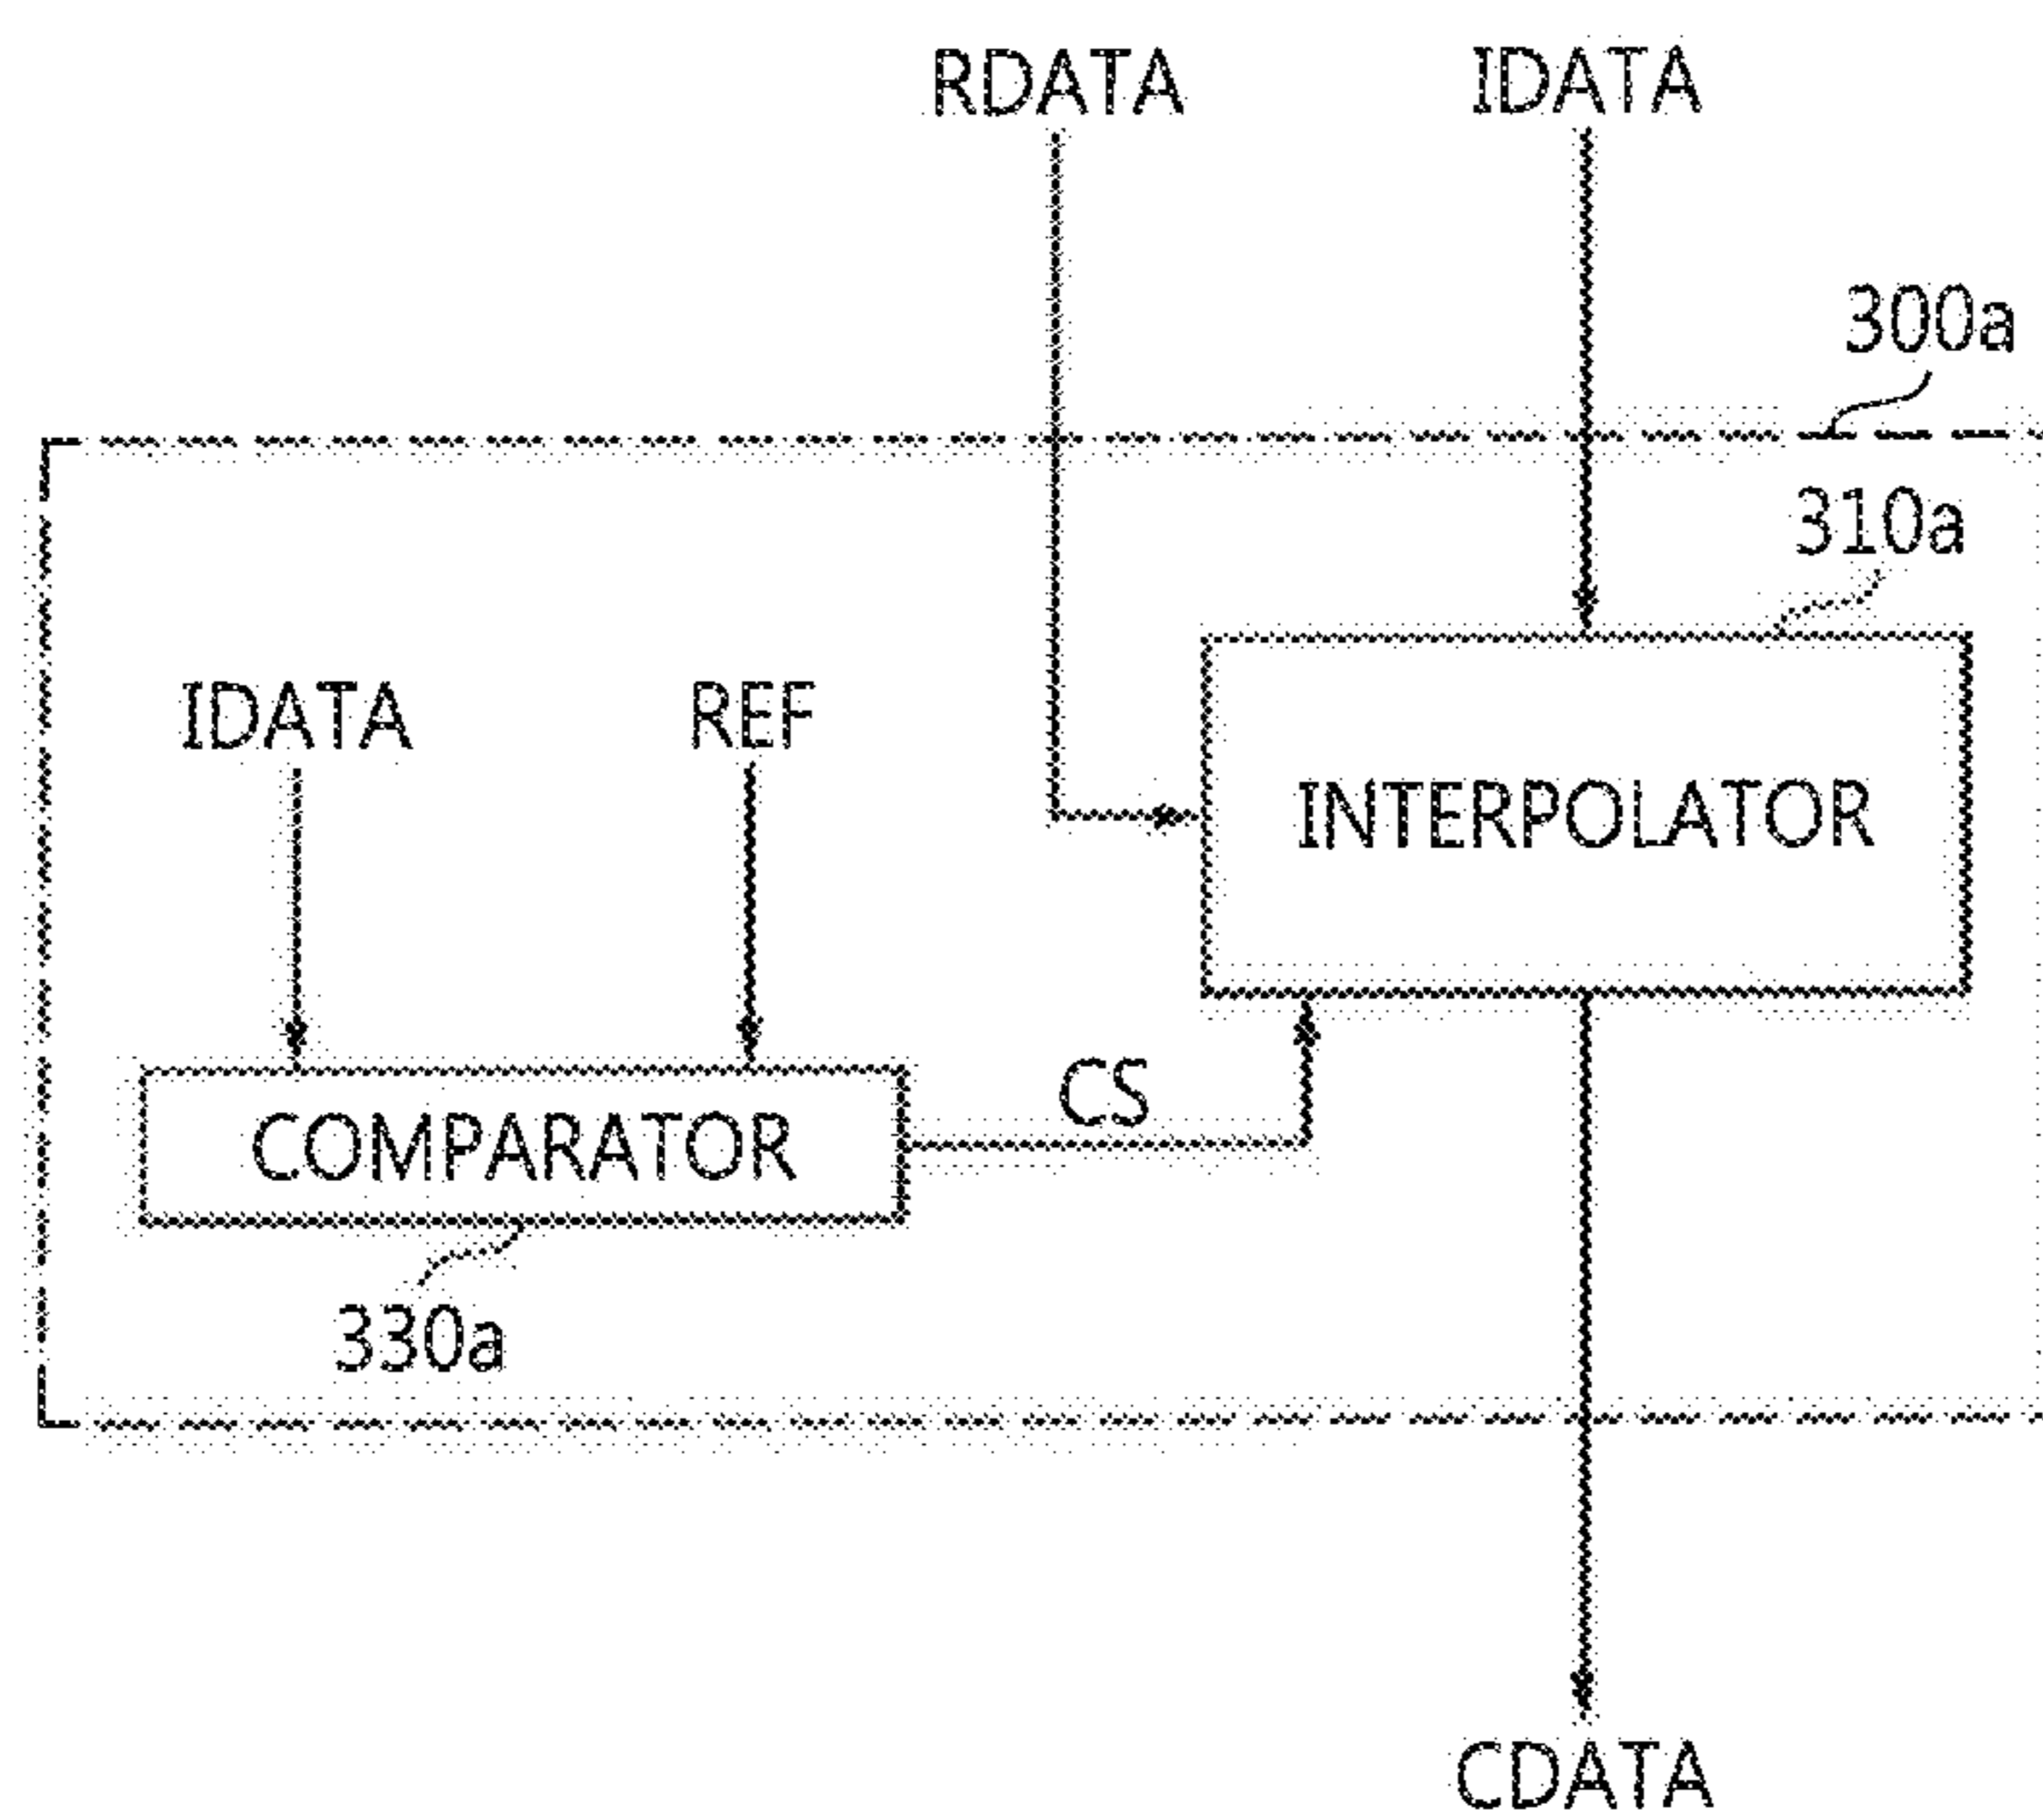 RDATA IDATA
300a
310a
IDATA REF
INTERPOLATOR
CS
COMPARATOR
330a
CDATA